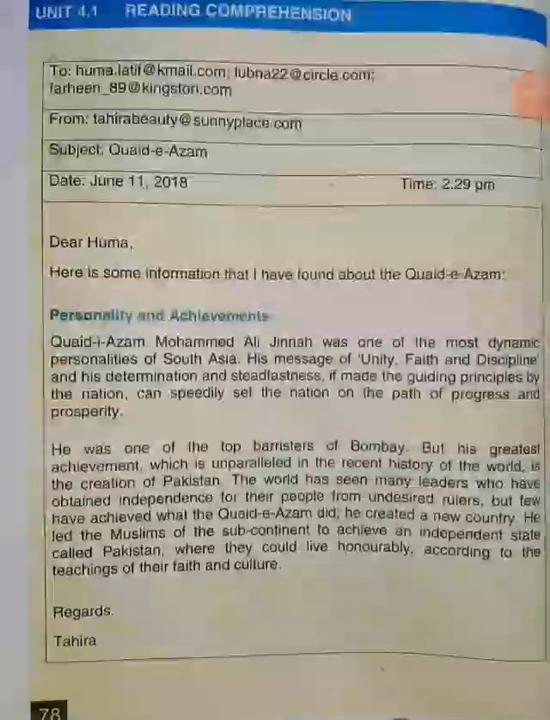 UNIT 4.1 READING COMPREHENSION
To: huma.latif@kmail.com; lubna22@circle.com;
farheen_89@kingston.com
From: tahirabeauty@sunnyplace.com
Subject: Quaid-e-Azam
Date: June 11, 2018 Time: 2.29 pm
Dear Huma,
Here is some information that I have found about the Quaid-e-Azam:
Personality and Achievements
Quaid-i-Azam Mohammed Ali Jinnah was one of the most dynamic
personalities of South Asia. His message of 'Unity, Faith and Discipline'
and his determination and steadfastness, if made the guiding principles by
the nation, can speedily set the nation on the path of progress and
prosperity.
He was one of the top barristers of Bombay. But his greatest
achievement, which is unparalleled in the recent history of the world, is
the creation of Pakistan. The world has seen many leaders who have
obtained independence for their people from undesired rulers, but few
have achieved what the Quaid-e-Azam did; he created a new country. He
led the Muslims of the sub-continent to achieve an independent state
called Pakistan, where they could live honourably, according to the
teachings of their faith and culture.
Regards.
Tahira
78